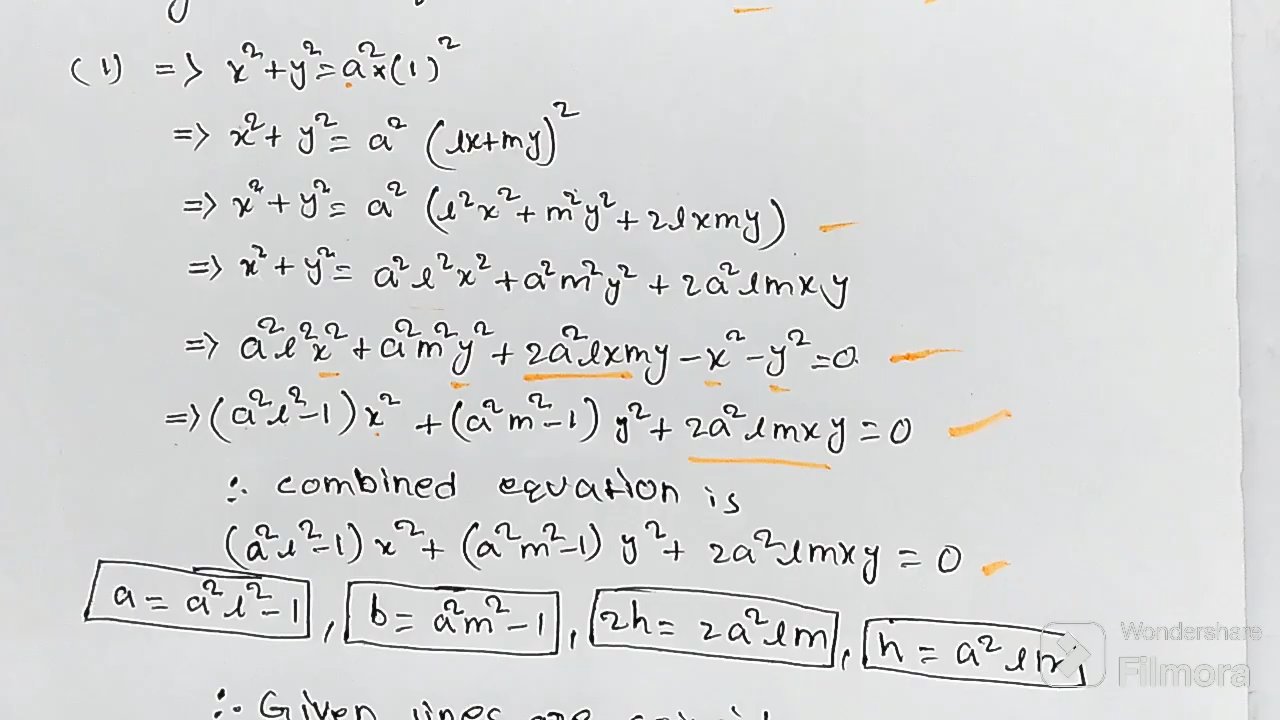 (1) => x²+y²=a²×(1)²
=> x²+y²= a² (lx+my)²
=> x²+y²= a² (l²x²+m²y²+2lxmy)
=> x²+y²= a²l²x²+a²m²y²+2a²lmxy
=> a²l²x²+a²m²y²+2a²lxmy-x²-y²=0
=>(a²l²-1)x²+(a²m²-1) y²+2a²lmxy=0
∴ combined equation is
(a²l²-1)x²+(a²m²-1) y²+2a²lmxy=0
a=a²l²-1, b=a²m²-1, 2h=2a²lm, h=a²lm
Wondershare
Filmora
∴ Given lines are